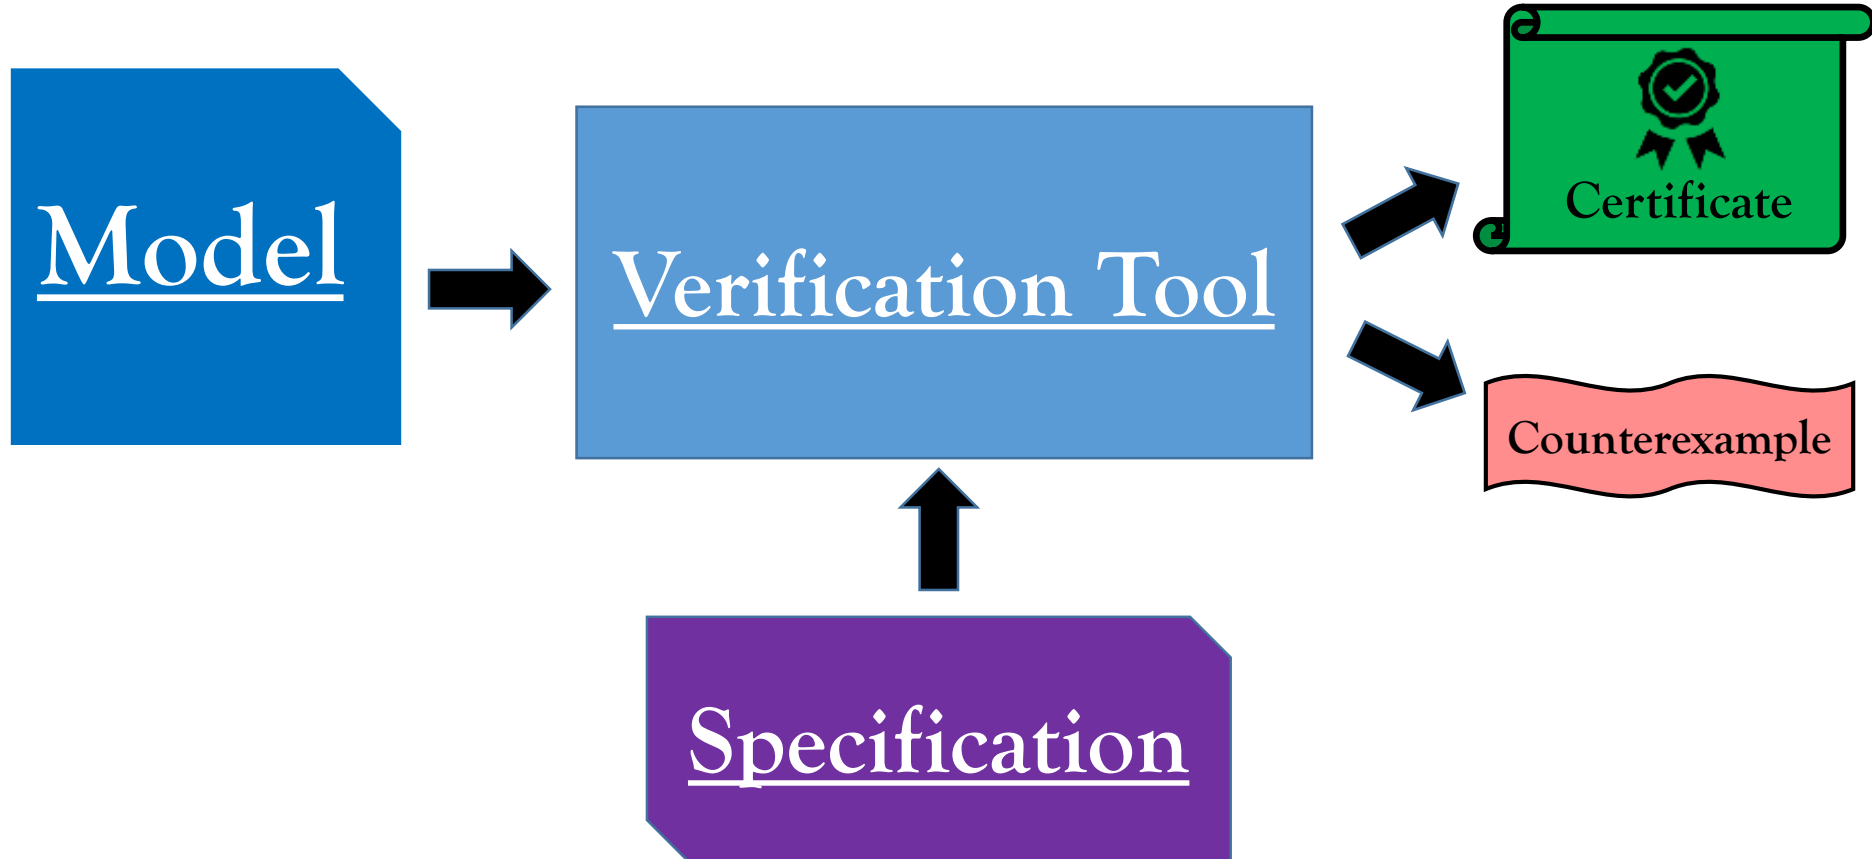 Model
Verification Tool
Certificate
Counterexample
Specification